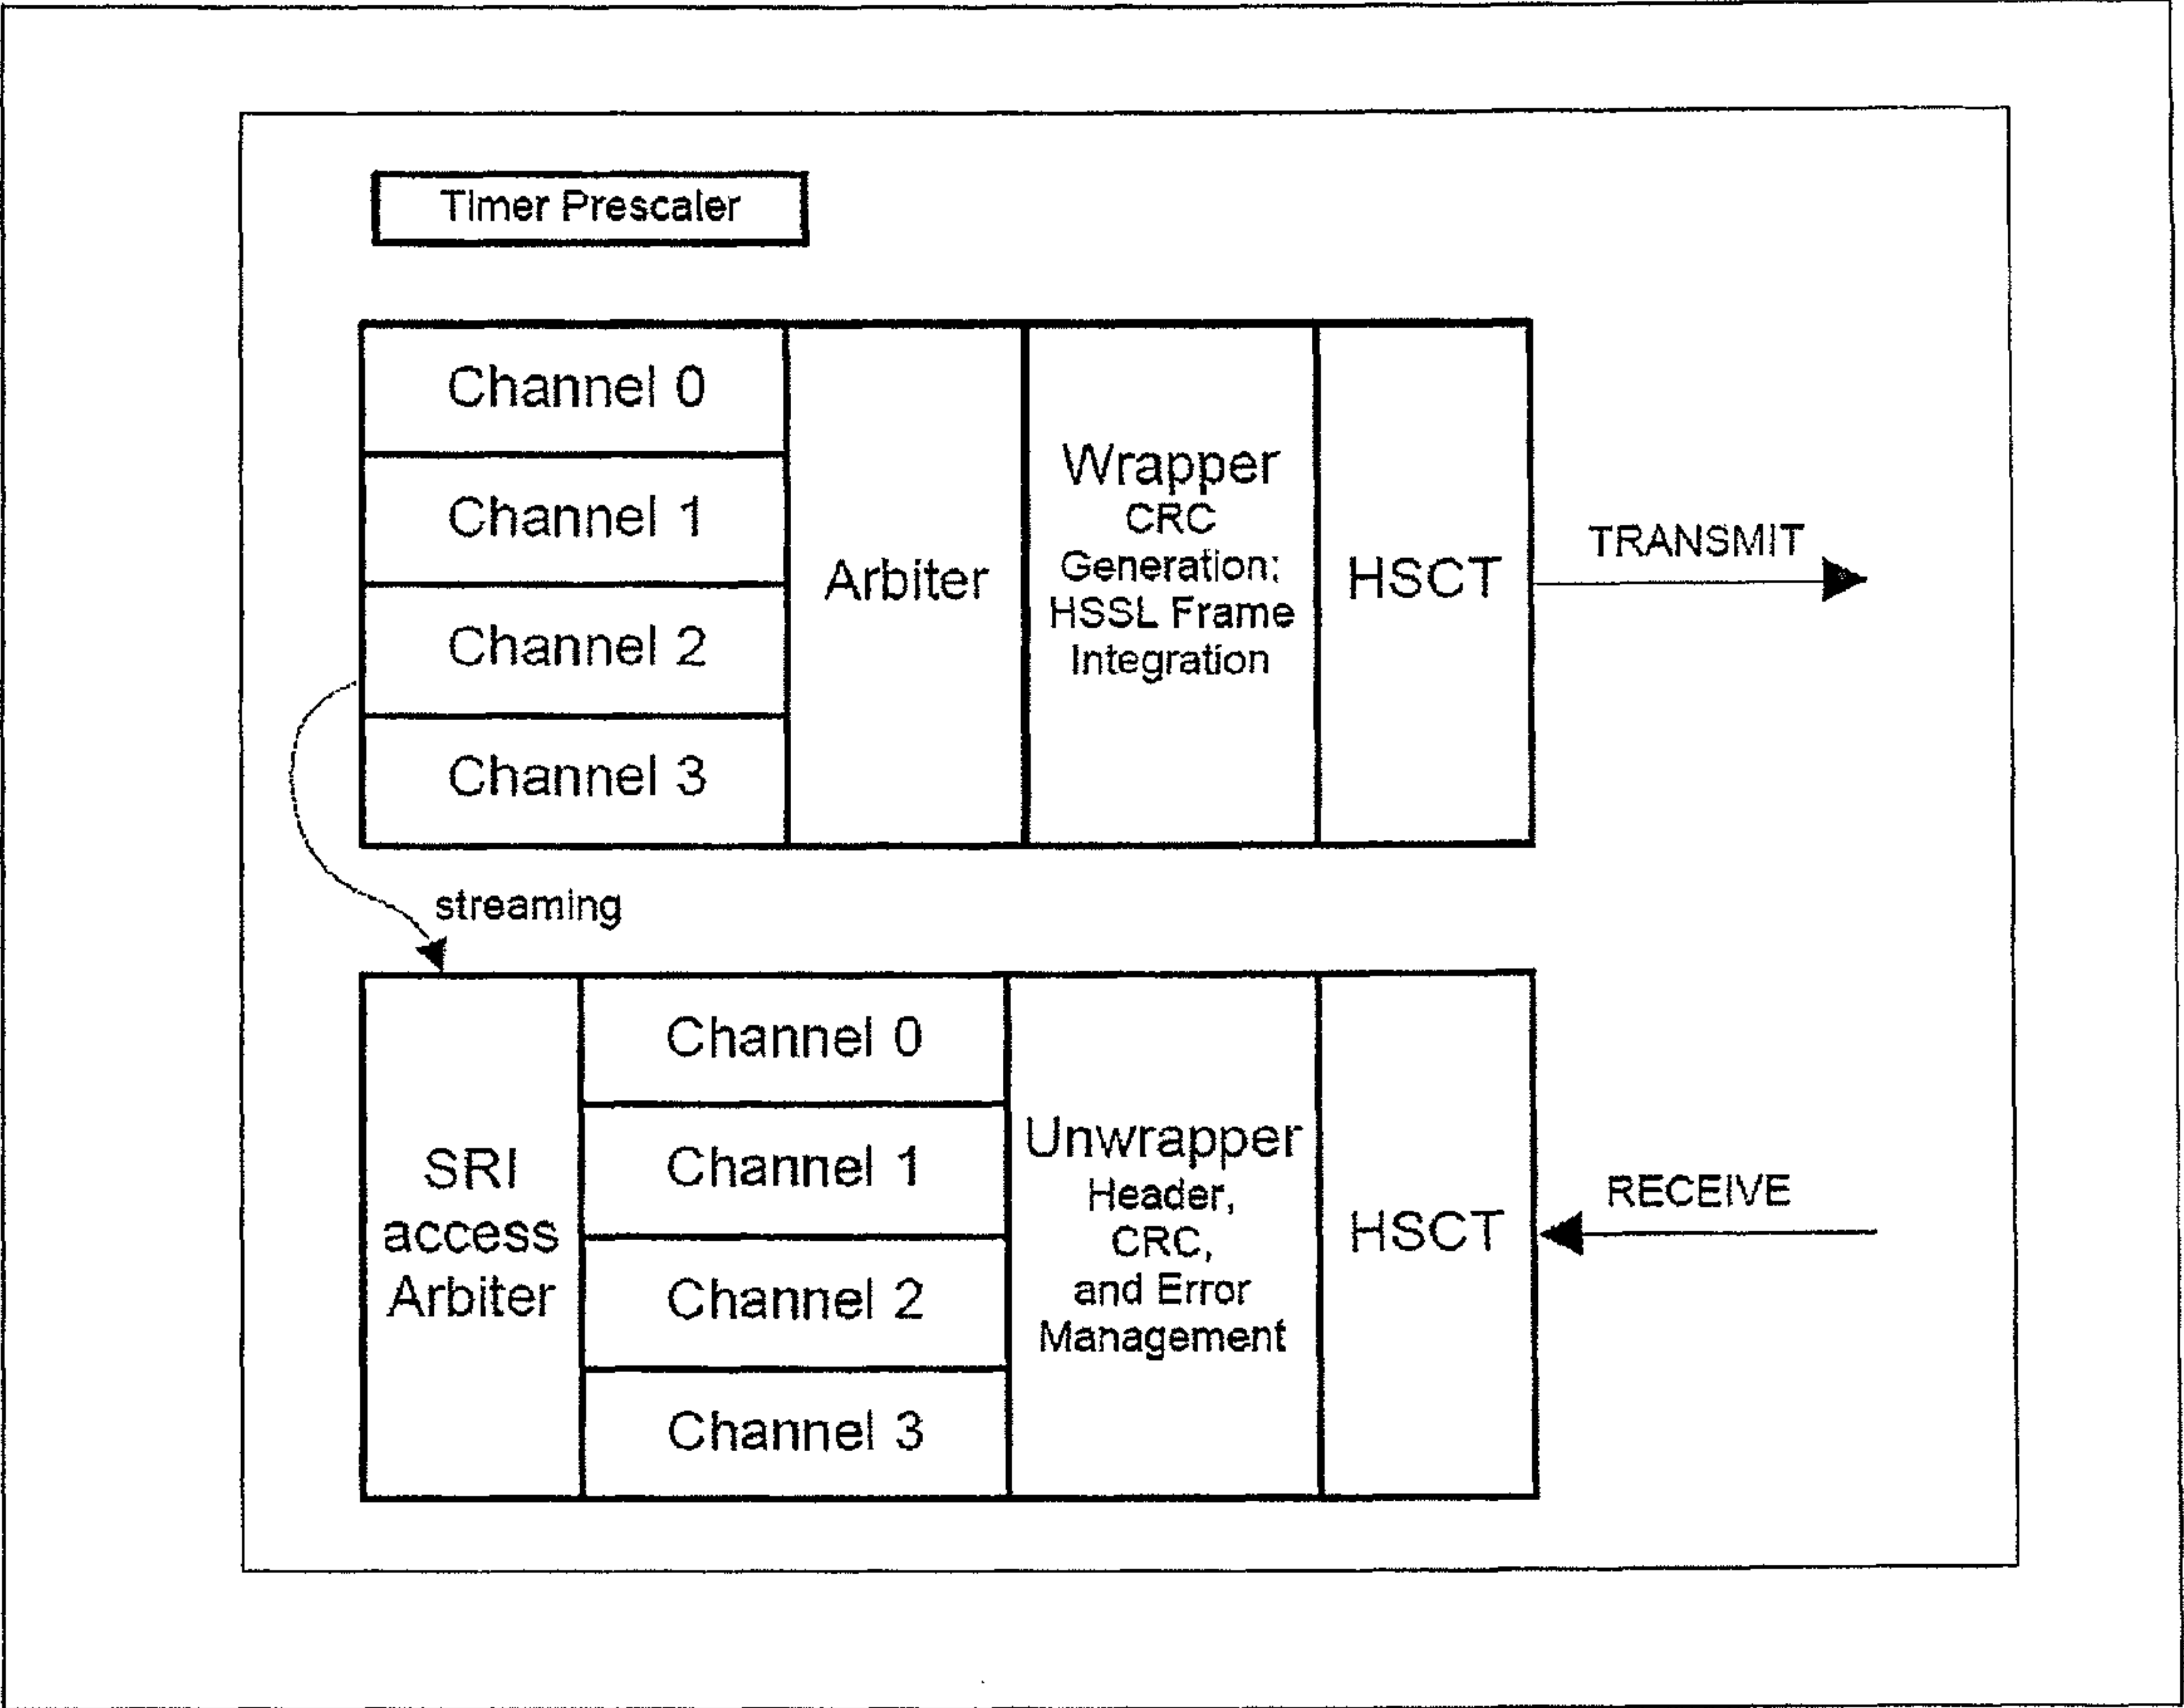 Timer Prescaler
Channel 0
Channel 1
Channel 2
Channel 3
Arbiter
Wrapper
CRC
Generation;
HSSL Frame
Integration
HSCT
TRANSMIT
streaming
SRI
access
Arbiter
Channel 0
Channel 1
Channel 2
Channel 3
Unwrapper
Header,
CRC,
and Error
Management
HSCT
RECEIVE